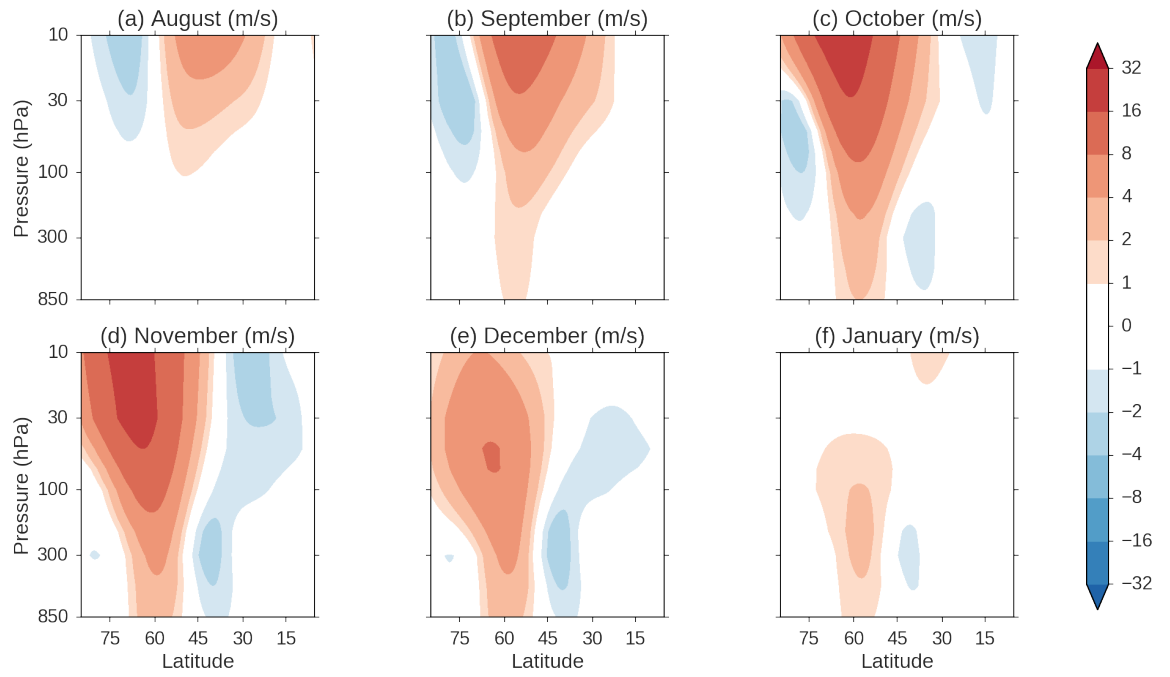 (a) August (m/s)
(b) September (m/s)
(c) October (m/s)
10
30
100
300
850
Pressure (hPa)
32
16
8
4
2
1
0
−1
−2
−4
−8
−16
−32
(d) November (m/s)
(e) December (m/s)
(f) January (m/s)
10
30
100
300
850
Pressure (hPa)
75 60 45 30 15
75 60 45 30 15
75 60 45 30 15
Latitude
Latitude
Latitude